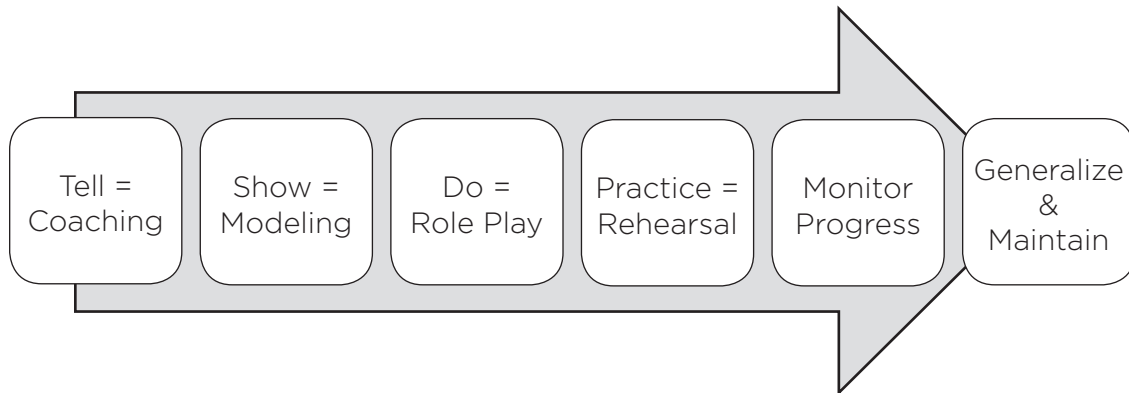 Tell =
Coaching
Show =
Modeling
Do =
Role Play
Practice =
Rehearsal
Monitor
Progress
Generalize
&
Maintain